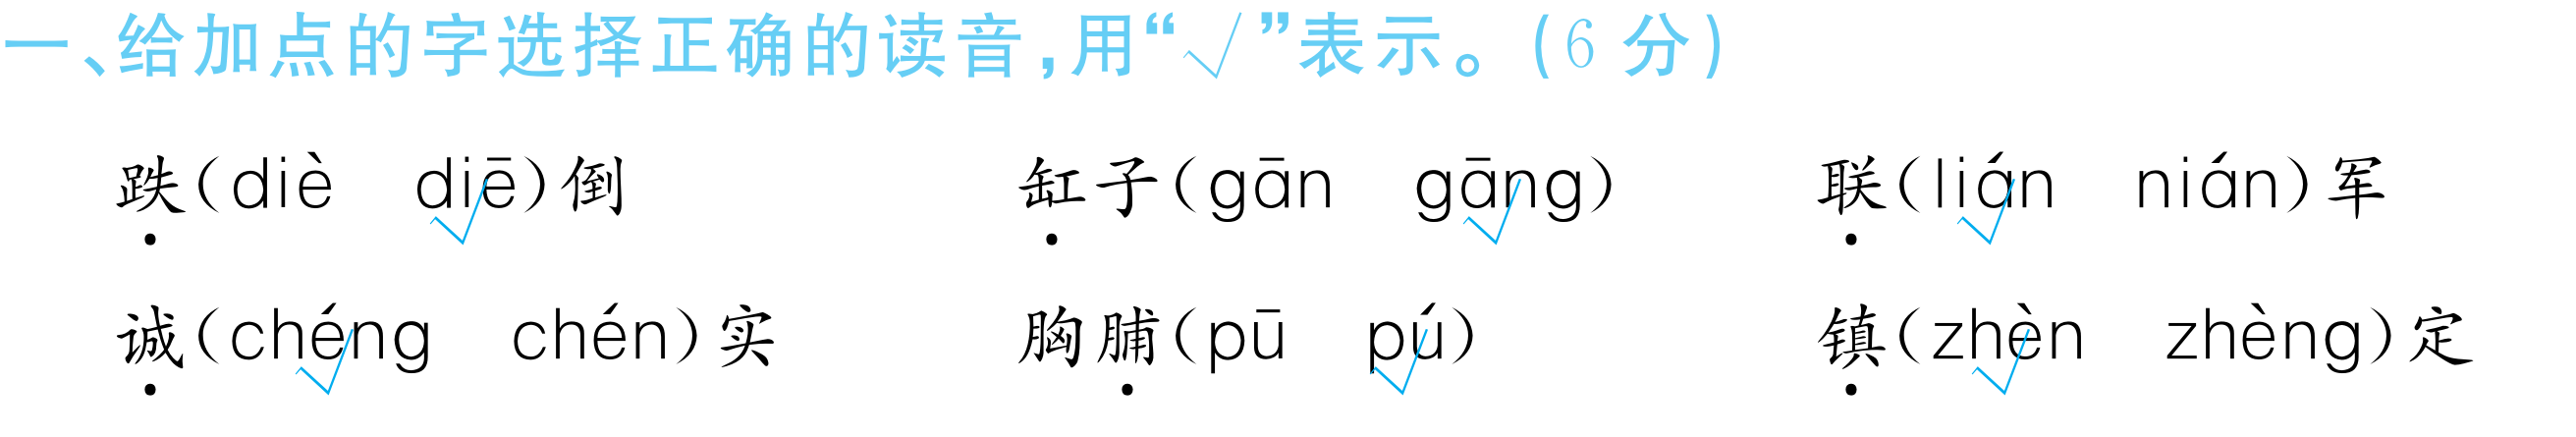 一、给加点的字选择正确的读音,用“√”表示。(6 分)
跌(diè diē√)倒 缸子(gān gāng√) 联(lián√ nián)军
诚(chéng√ chén)实 胸脯(pū pú√) 镇(zhèn√ zhèng)定